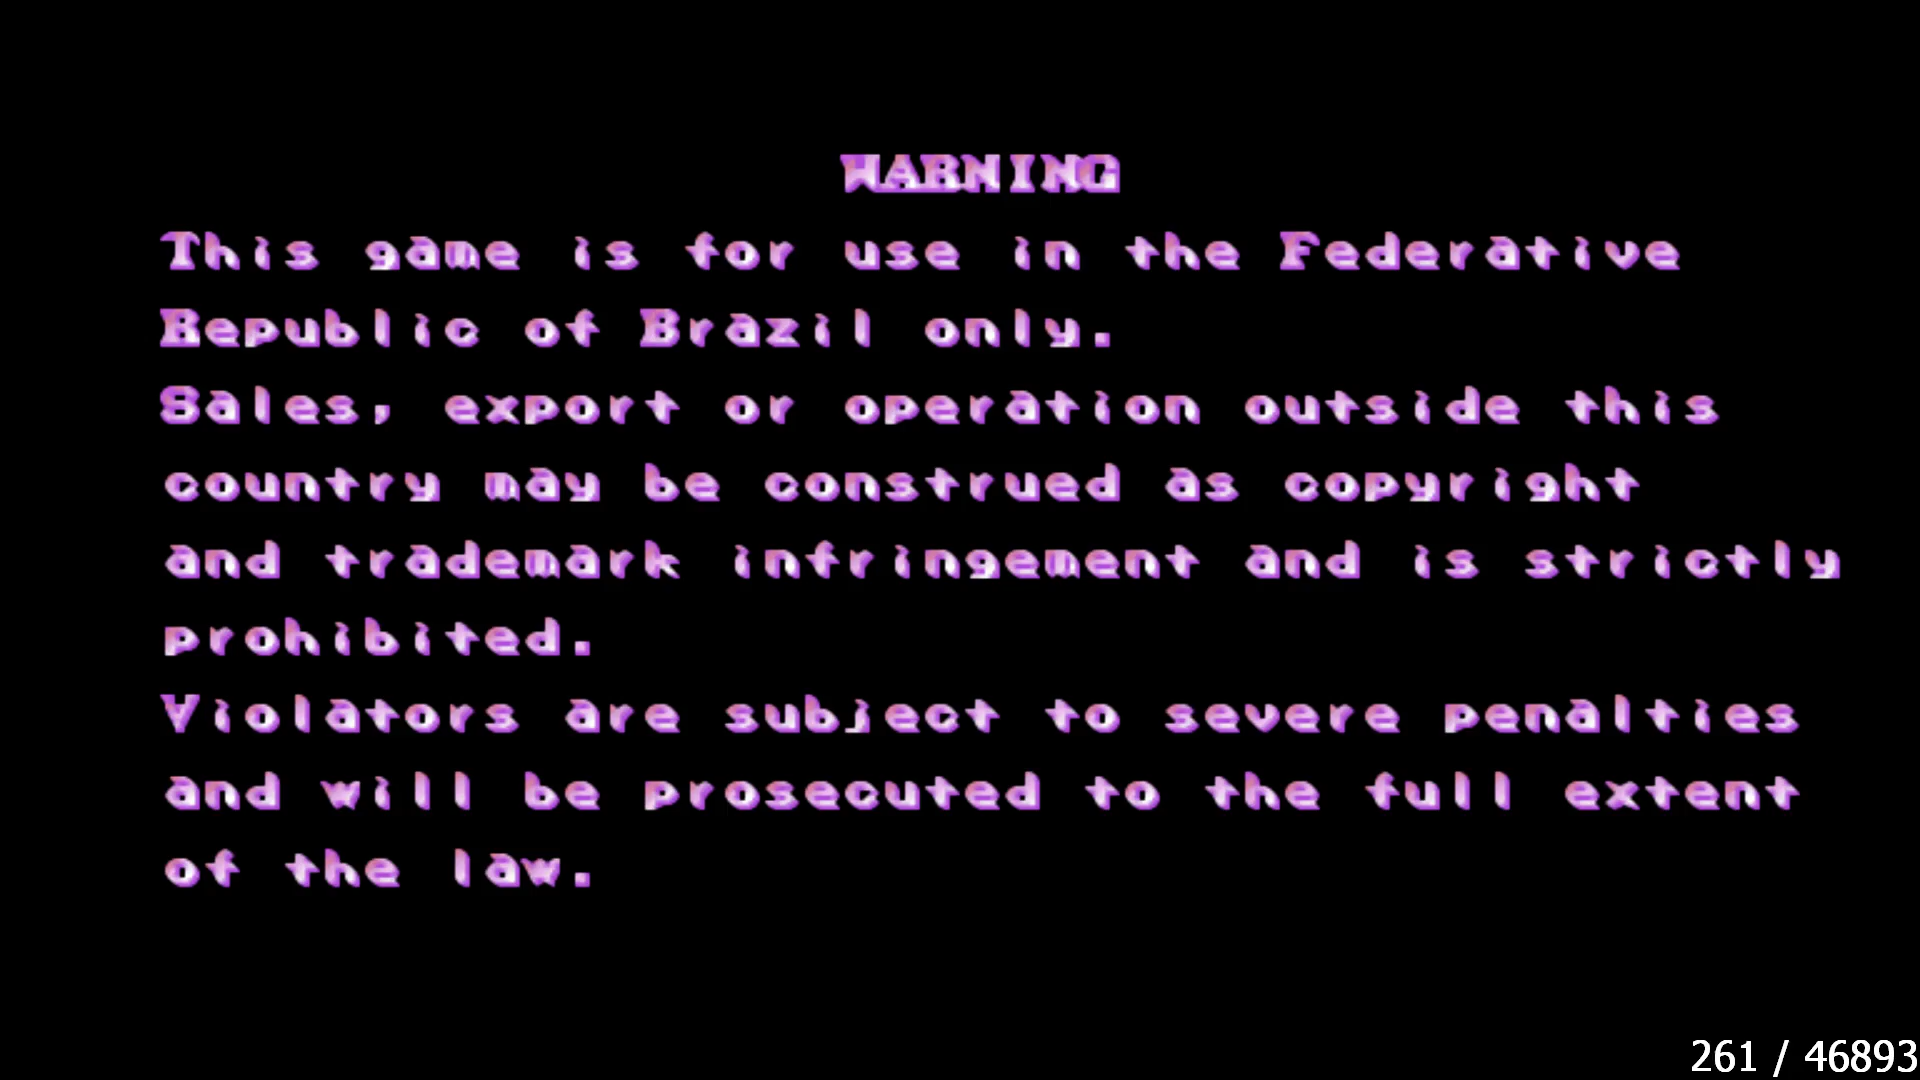 WARNING
This game is for use in the Federative
Republic of Brazil only.
Sales, export or operation outside this
country may be construed as copyright
and trademark infringement and is strictly
prohibited.
Violators are subject to severe penalties
and will be prosecuted to the full extent
of the law.
261 / 46893